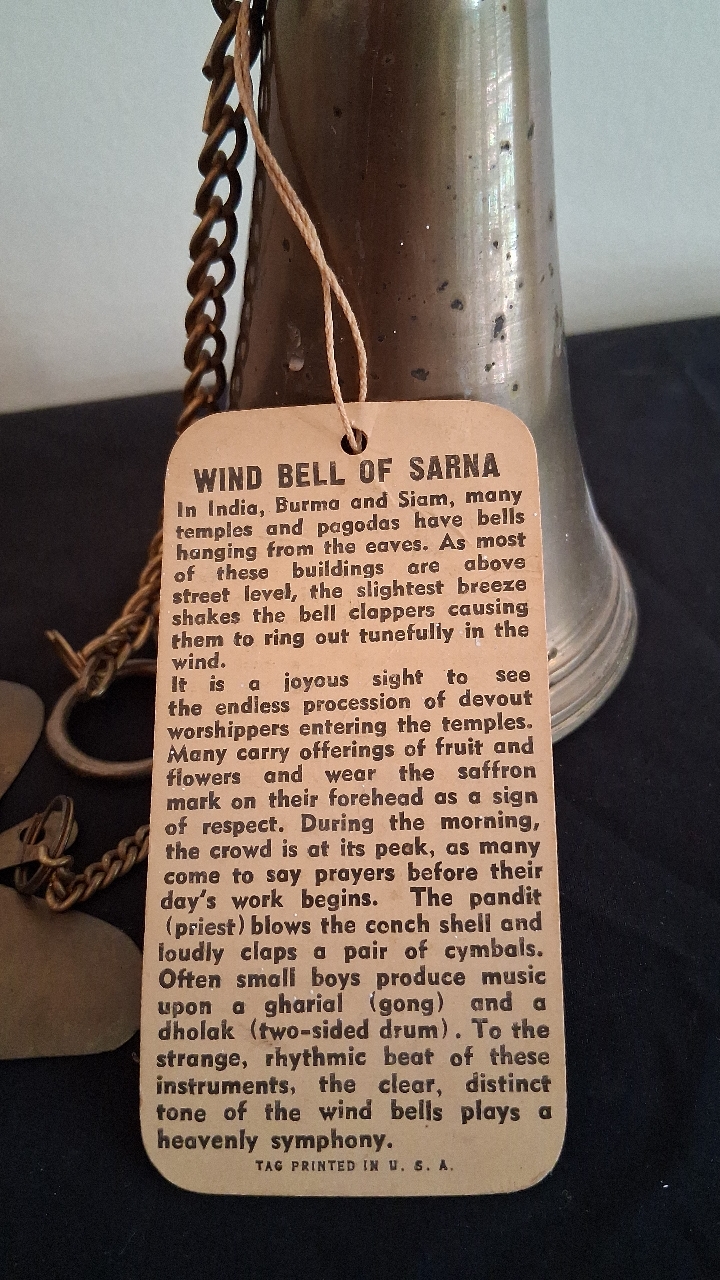 WIND BELL OF SARNA
In India, Burma and Siam, many
temples and pagodas have bells
hanging from the eaves. As most
of these buildings are above
street level, the slightest breeze
shakes the bell clappers causing
them to ring out tunefully in the
wind.
It is a joyous sight to see
the endless procession of devout
worshippers entering the temples.
Many carry offerings of fruit and
flowers and wear the saffron
mark on their forehead as a sign
of respect. During the morning,
the crowd is at its peak, as many
come to say prayers before their
day's work begins. The pandit
(priest) blows the conch shell and
loudly claps a pair of cymbals.
Often small boys produce music
upon a gharial (gong) and a
dholak (two-sided drum). To the
strange, rhythmic beat of these
instruments, the clear, distinct
tone of the wind bells plays a
heavenly symphony.
TAG PRINTED IN U. S. A.